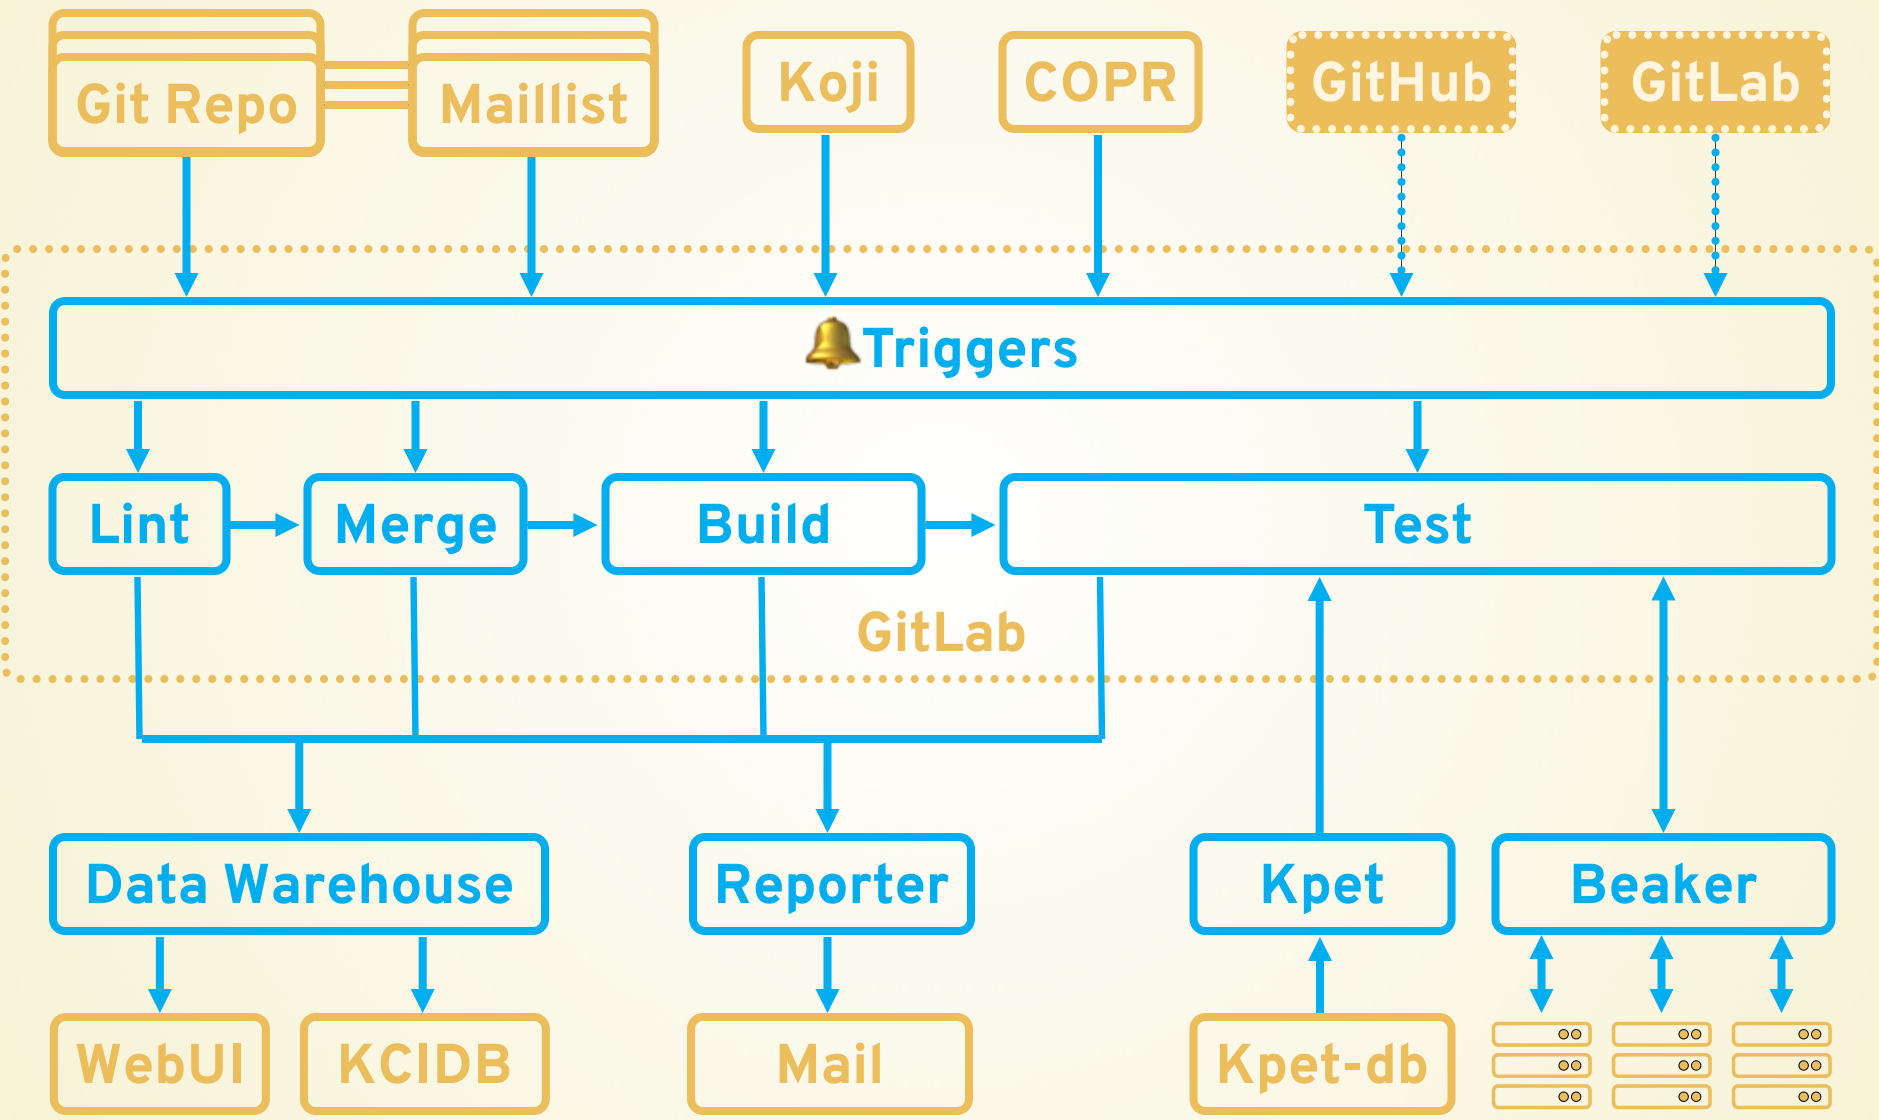 Git Repo
Maillist
Koji
COPR
GitHub
GitLab
Triggers
Lint
Merge
Build
Test
GitLab
Data Warehouse
Reporter
Kpet
Beaker
WebUI
KCIDB
Mail
Kpet-db